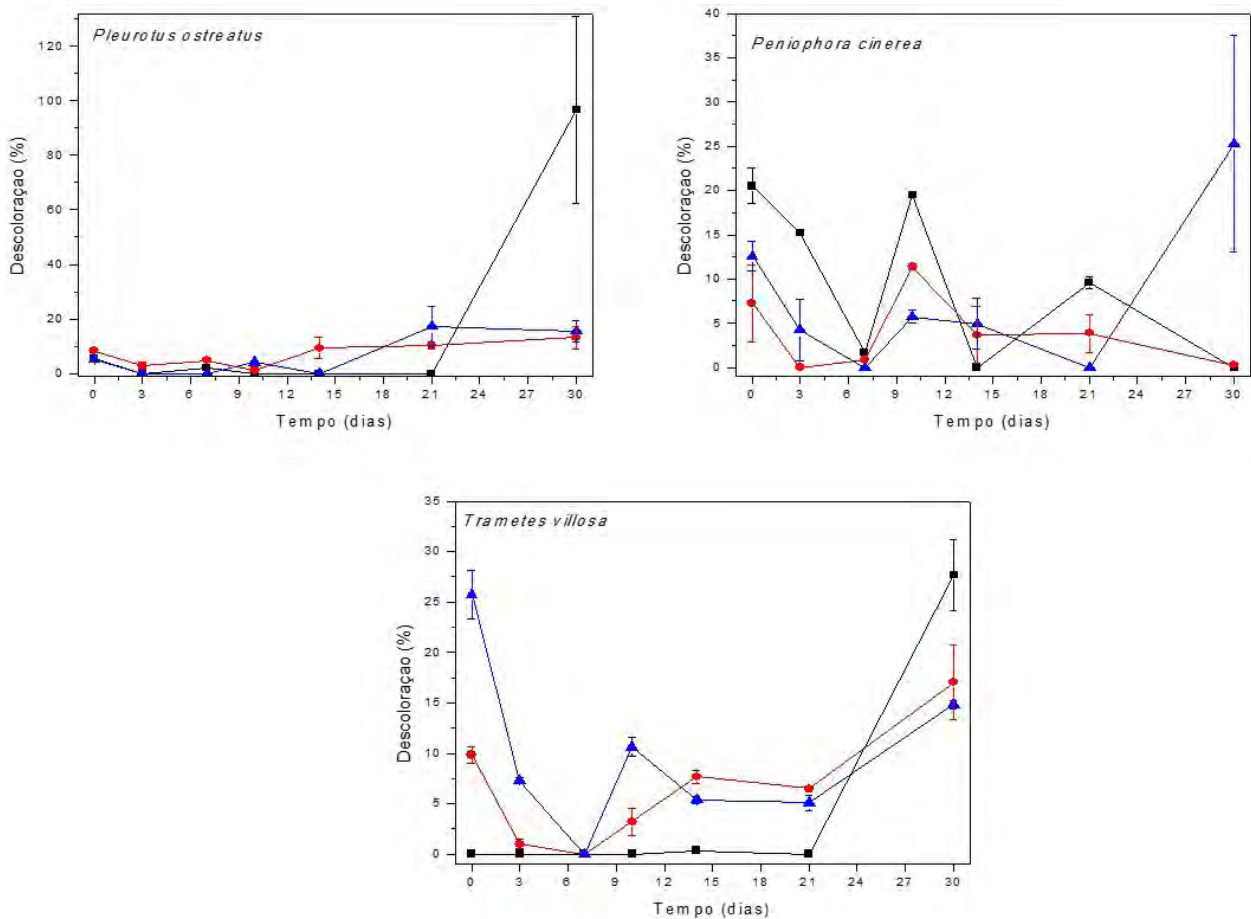 Pleurotus ostreatus
Descoloraçao (%)
120
100
80
60
40
20
0
0 3 6 9 12 15 18 21 24 27 30
Tempo (dias)
Peniophora cinerea
Descoloraçao (%)
40
35
30
25
20
15
10
5
0
0 3 6 9 12 15 18 21 24 27 30
Tempo (dias)
Trametes villosa
Descoloraçao (%)
35
30
25
20
15
10
5
0
0 3 6 9 12 15 18 21 24 27 30
Tempo (dias)